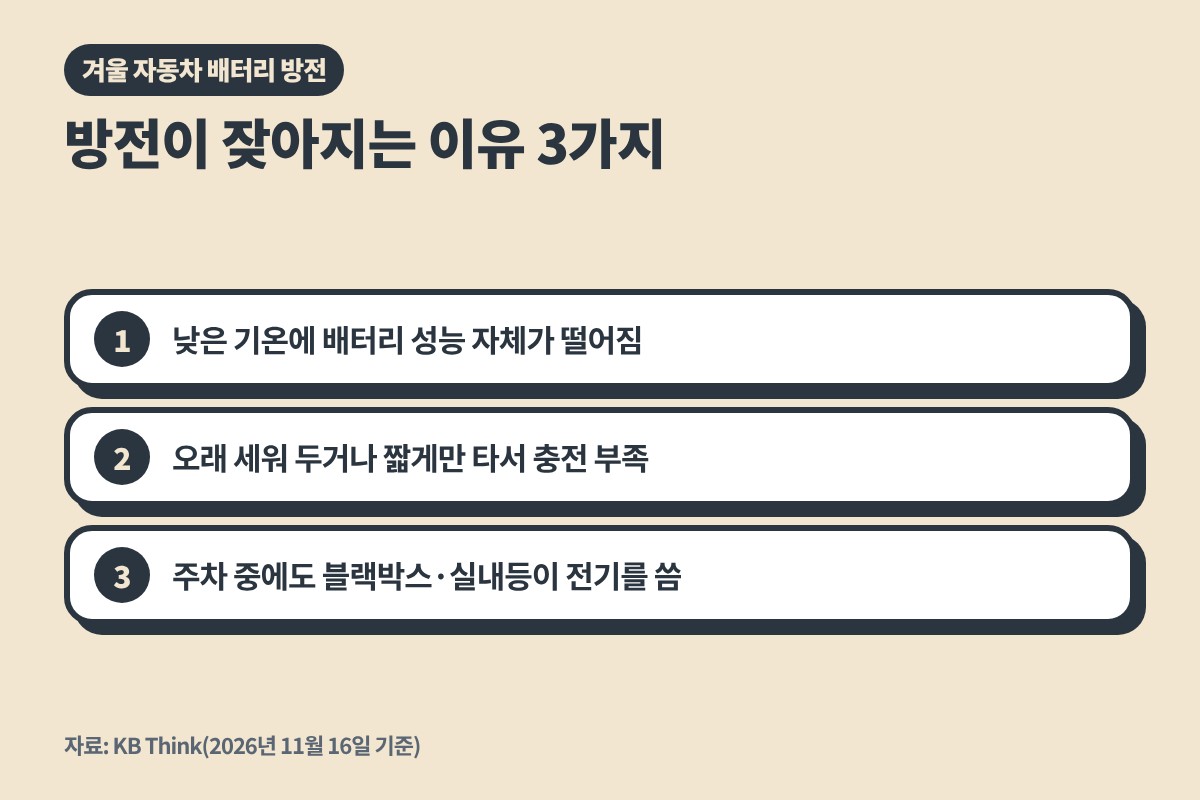 겨울 자동차 배터리 방전
방전이 잦아지는 이유 3가지
1 낮은 기온에 배터리 성능 자체가 떨어짐
2 오래 세워 두거나 짧게만 타서 충전 부족
3 주차 중에도 블랙박스·실내등이 전기를 씀
자료: KB Think(2026년 11월 16일 기준)